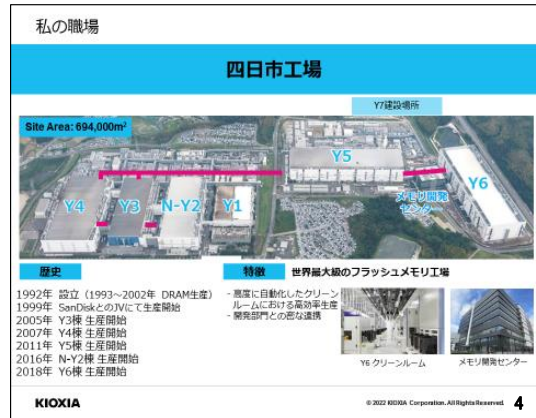 私の職場
四日市工場
Y7建設場所
Site Area: 694,000m²
Y5
Y6
Y4
Y3
N-Y2
Y1
メモリ開発
センター
歴史
1992年 設立（1993～2002年 DRAM生産）
1999年 SanDiskとのJVにて生産開始
2005年 Y3棟 生産開始
2007年 Y4棟 生産開始
2011年 Y5棟 生産開始
2016年 N-Y2棟 生産開始
2018年 Y6棟 生産開始
特徴 世界最大級のフラッシュメモリ工場
- 高度に自動化したクリーン
ルームにおける高効率生産
- 開発部門との密な連携
Y6 クリーンルーム
メモリ開発センター
KIOXIA
© 2022 KIOXIA Corporation. All Rights Reserved.
4